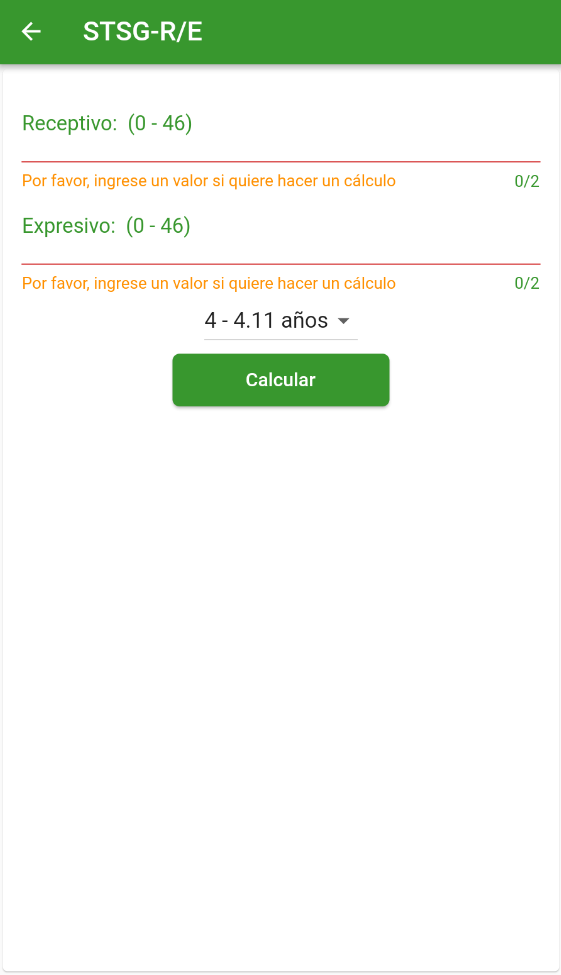 STSG-R/E
Receptivo: (0 - 46)
Por favor, ingrese un valor si quiere hacer un cálculo 0/2
Expresivo: (0 - 46)
Por favor, ingrese un valor si quiere hacer un cálculo 0/2
4 - 4.11 años
Calcular